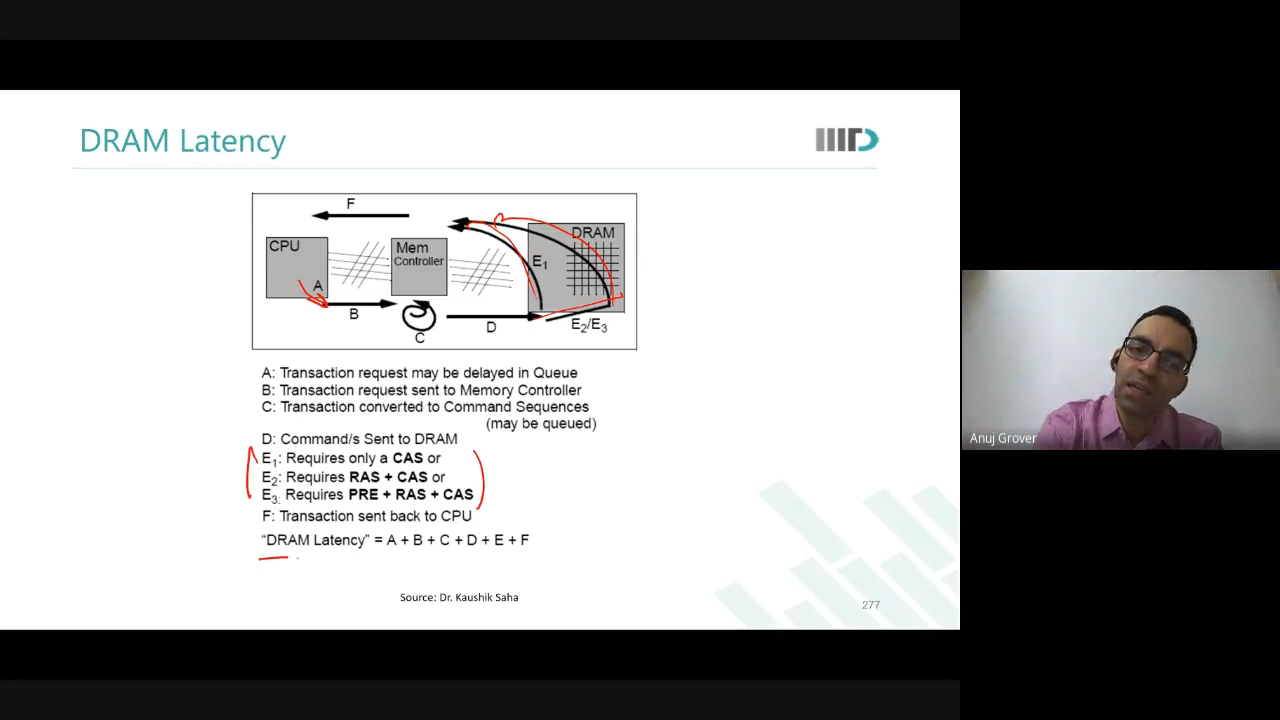 DRAM Latency
IIITD
F
CPU
Mem
Controller
DRAM
E1
A
B
C
D
E2/E3
A: Transaction request may be delayed in Queue
B: Transaction request sent to Memory Controller
C: Transaction converted to Command Sequences
(may be queued)
D: Command/s Sent to DRAM
E1: Requires only a CAS or
E2: Requires RAS + CAS or
E3: Requires PRE + RAS + CAS
F: Transaction sent back to CPU
“DRAM Latency” = A + B + C + D + E + F
Source: Dr. Kaushik Saha
277
Anuj Grover